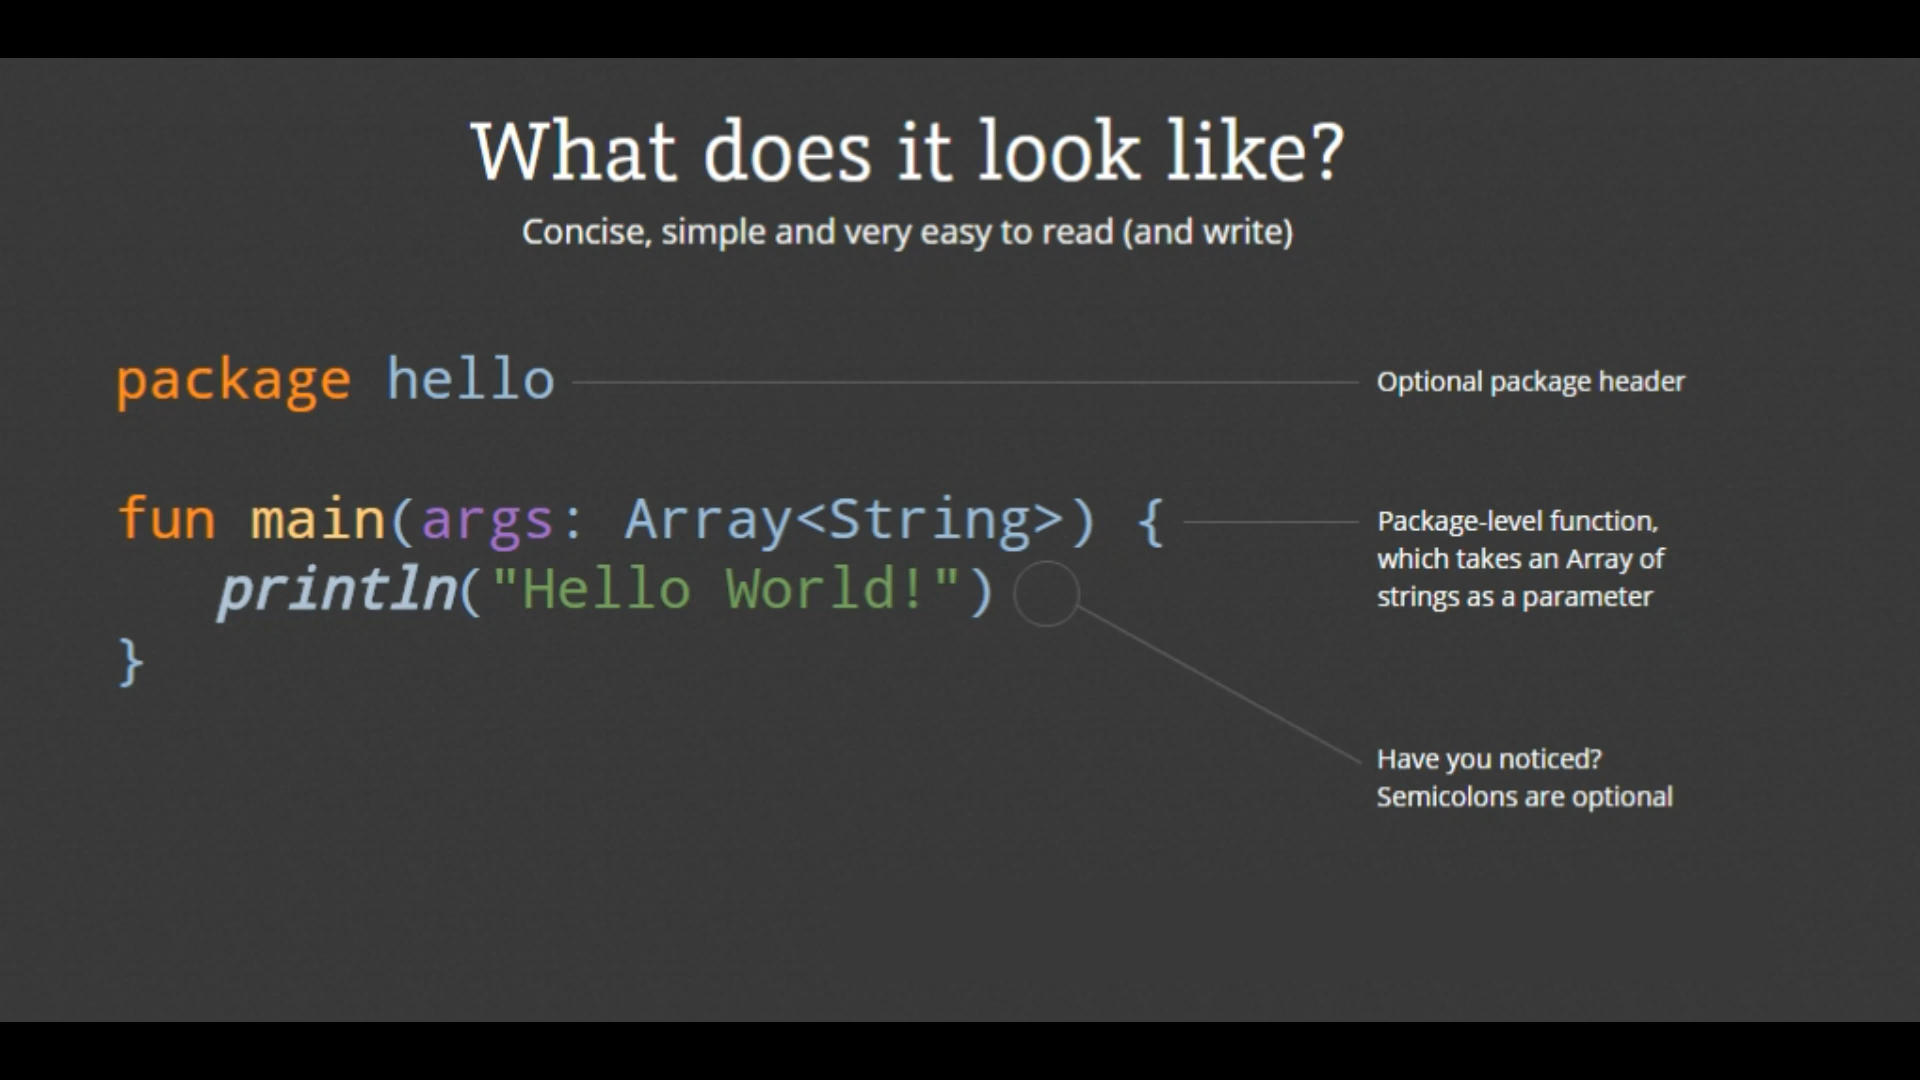 What does it look like?
Concise, simple and very easy to read (and write)
package hello
Optional package header
fun main(args: Array<String>) {
println("Hello World!")
}
Package-level function,
which takes an Array of
strings as a parameter
Have you noticed?
Semicolons are optional